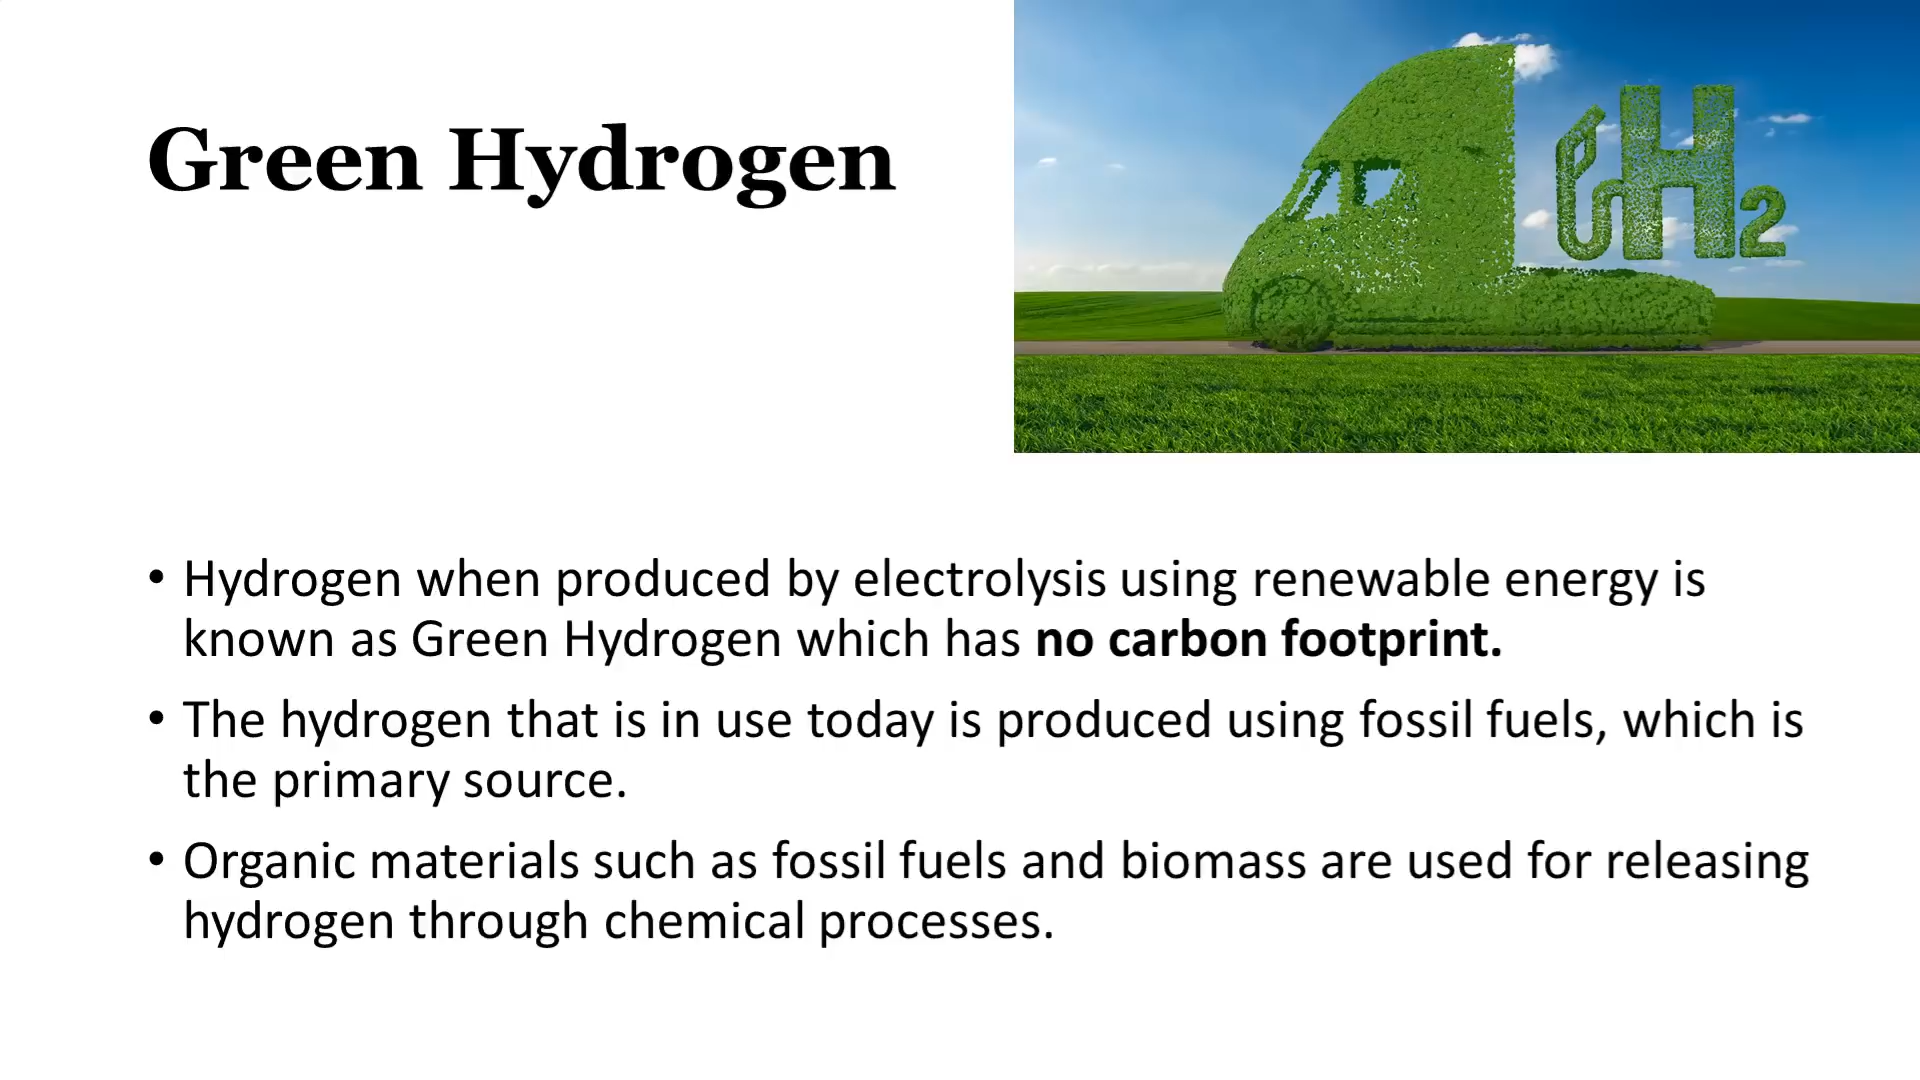 Green Hydrogen
H2
• Hydrogen when produced by electrolysis using renewable energy is
known as Green Hydrogen which has no carbon footprint.
• The hydrogen that is in use today is produced using fossil fuels, which is
the primary source.
• Organic materials such as fossil fuels and biomass are used for releasing
hydrogen through chemical processes.